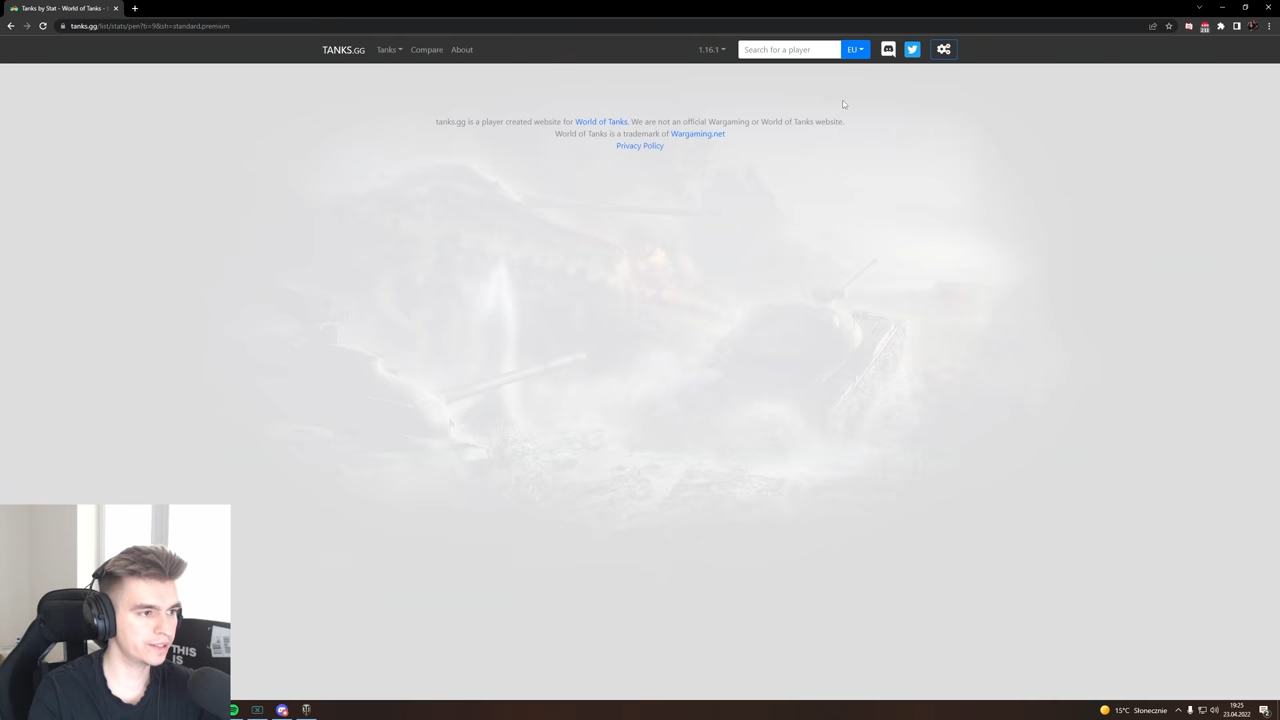 Tanks by Stat - World of Tanks -
tanks.gg/list/stats/pen?ti=9&sh=standard.premium
TANKS.GG Tanks Compare About 1.16.1 Search for a player EU
tanks.gg is a player created website for World of Tanks. We are not an official Wargaming or World of Tanks website.
World of Tanks is a trademark of Wargaming.net
Privacy Policy
THIS
IS
15°C Słonecznie
19:25
23.04.2022